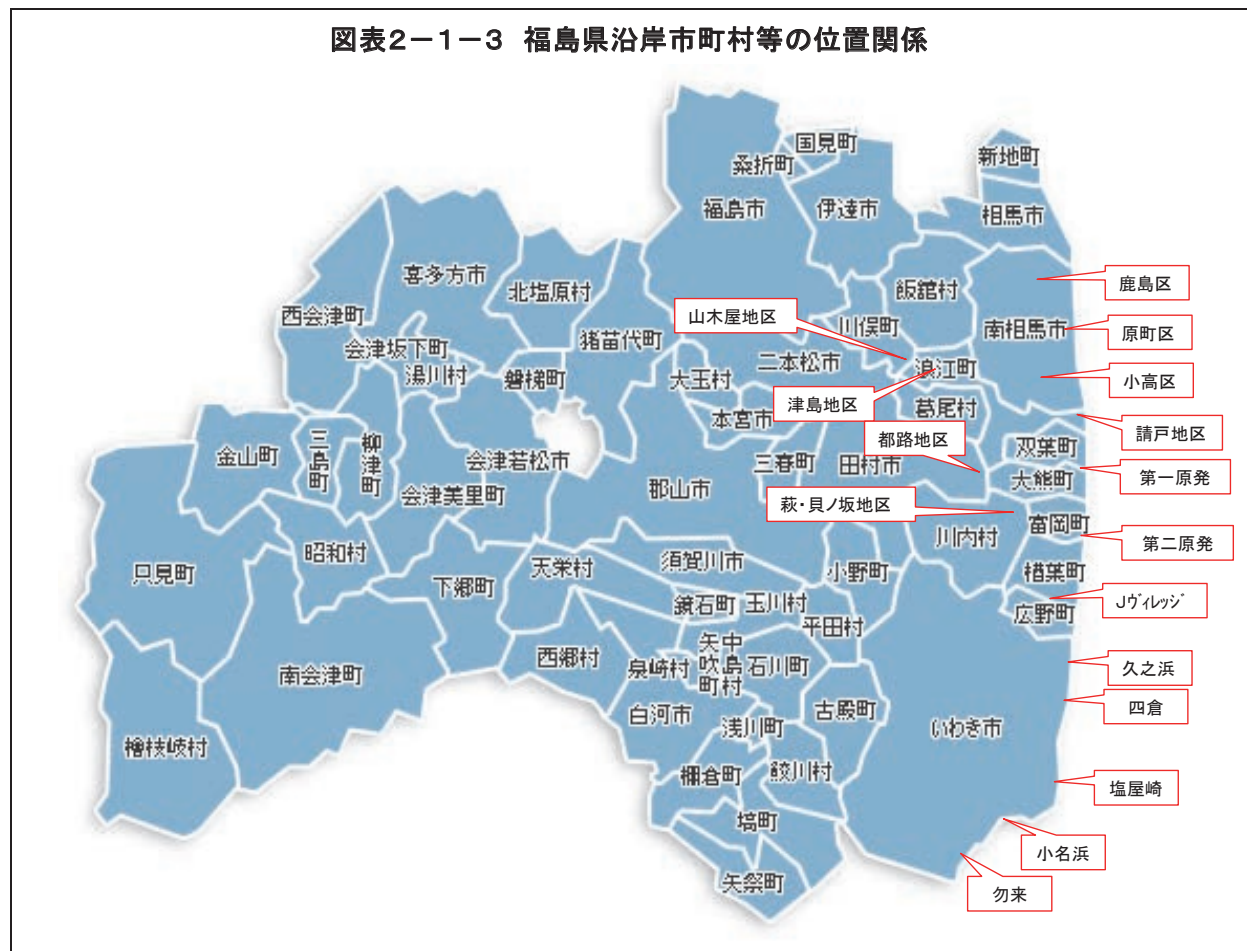 図表2－1－3 福島県沿岸市町村等の位置関係
国見町
桑折町
新地町
福島市
伊達市
相馬市
喜多方市
北塩原村
飯舘村
鹿島区
西会津町
山木屋地区
川俣町
南相馬市
原町区
会津坂下町
猪苗代町
湯川村
磐梯町
大玉村
二本松市
浪江町
小高区
津島地区
本宮市
葛尾村
請戸地区
都路地区
双葉町
金山町
三島町
柳津町
会津若松市
三春町
田村市
大熊町
第一原発
会津美里町
郡山市
萩・貝ノ坂地区
富岡町
川内村
第二原発
只見町
昭和村
下郷町
天栄村
須賀川市
小野町
楢葉町
鏡石町
玉川村
平田村
広野町
Jヴィレッジ
西郷村
泉崎村
矢吹町
中島村
石川町
久之浜
南会津町
白河市
浅川町
古殿町
いわき市
四倉
檜枝岐村
棚倉町
鮫川村
塩屋崎
塙町
小名浜
矢祭町
勿来